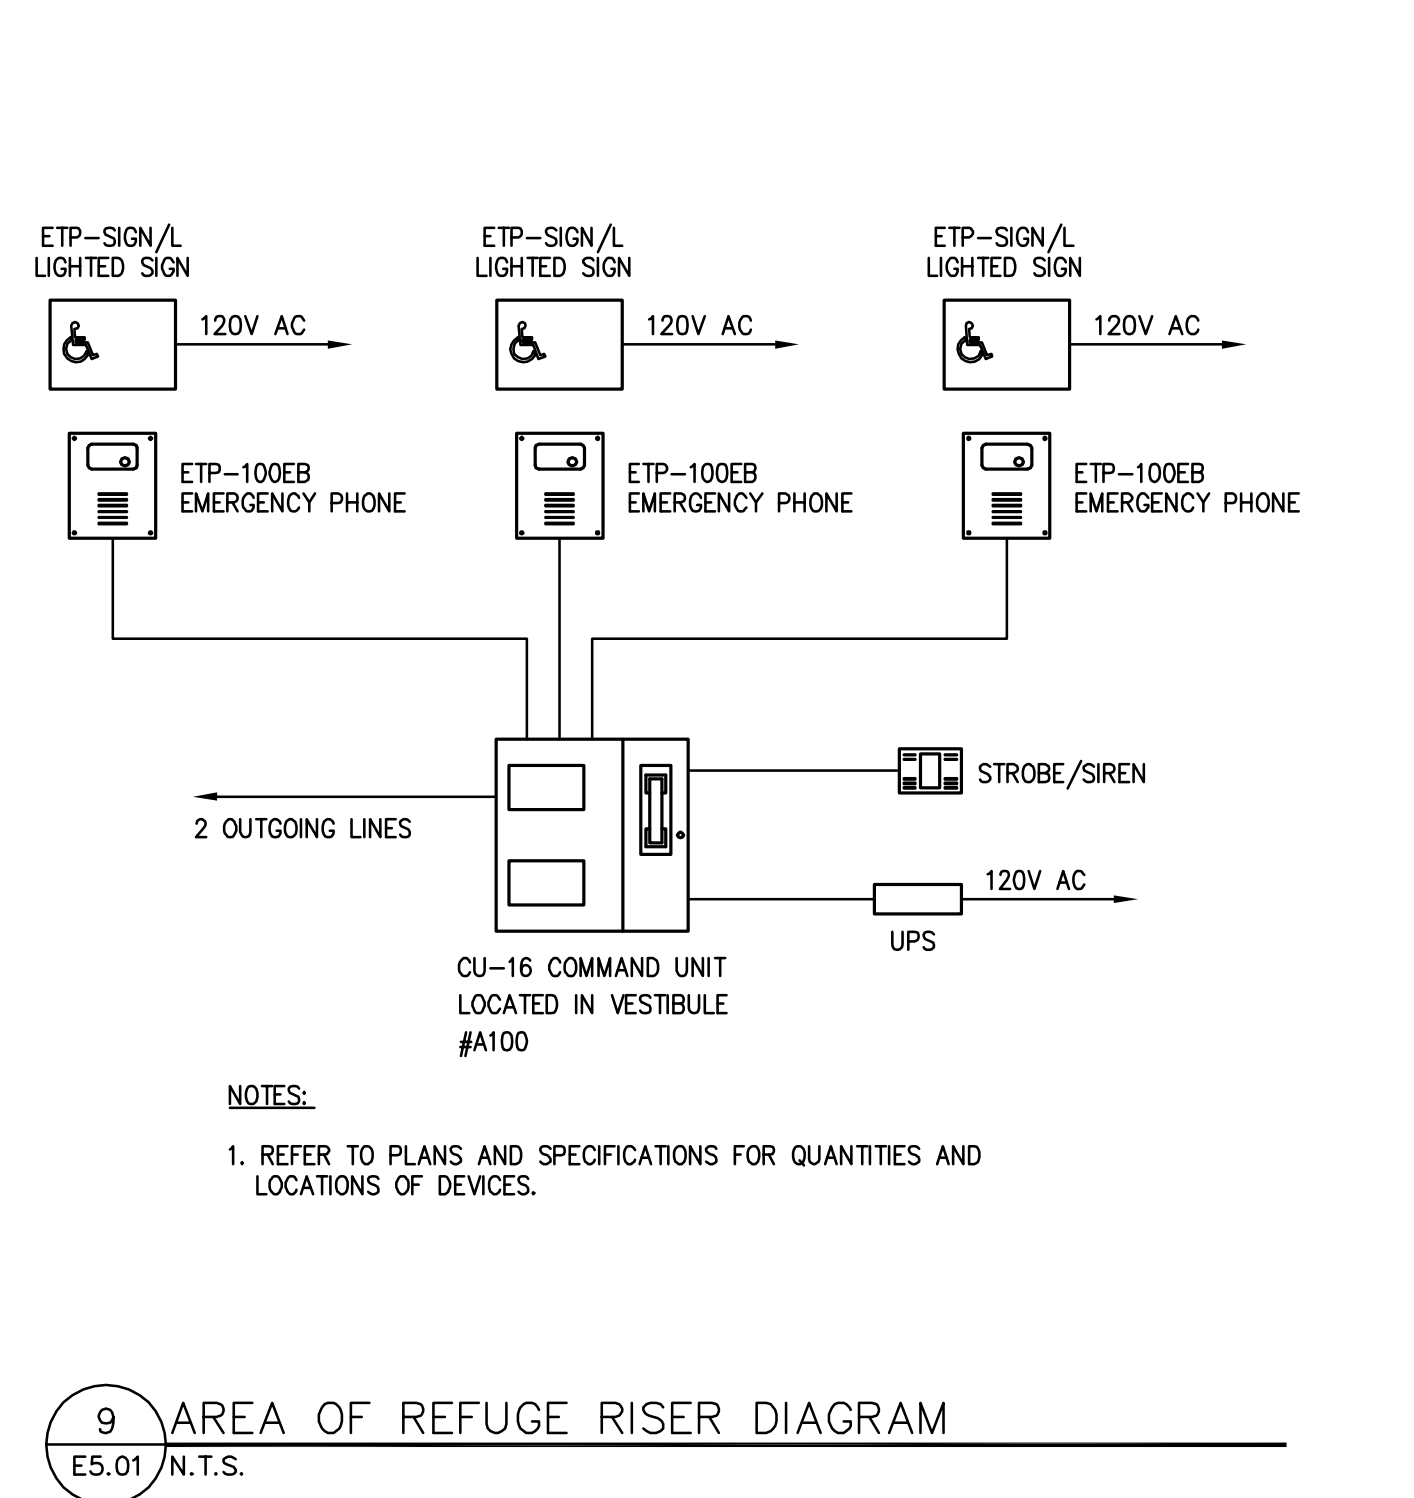 ETP-SIGN/L
LIGHTED SIGN
ETP-SIGN/L
LIGHTED SIGN
ETP-SIGN/L
LIGHTED SIGN
120V AC
120V AC
120V AC
ETP-100EB
EMERGENCY PHONE
ETP-100EB
EMERGENCY PHONE
ETP-100EB
EMERGENCY PHONE
STROBE/SIREN
2 OUTGOING LINES
120V AC
UPS
CU-16 COMMAND UNIT
LOCATED IN VESTIBULE
#A100
NOTES:
1. REFER TO PLANS AND SPECIFICATIONS FOR QUANTITIES AND
LOCATIONS OF DEVICES.
9
AREA OF REFUGE RISER DIAGRAM
E5.01
N.T.S.